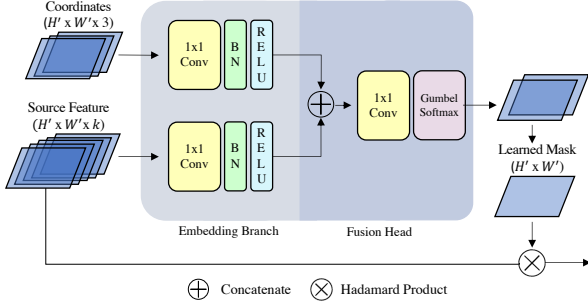 Coordinates
(H' x W' x 3)
1x1
Conv
B
N
R
E
L
U
Source Feature
(H' x W' x k)
1x1
Conv
B
N
R
E
L
U
1x1
Conv
Gumbel
Softmax
Learned Mask
(H' x W')
Embedding Branch
Fusion Head
Concatenate
Hadamard Product